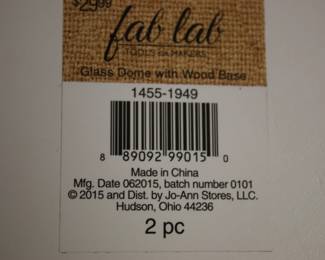 $29.99
fab lab
TOOLS FOR MAKERS
Glass Dome with Wood Base
1455-1949
8 89092 99015 0
Made in China
Mfg. Date 062015, batch number 0101
© 2015 and Dist. by Jo-Ann Stores, LLC.
Hudson, Ohio 44236
2 pc